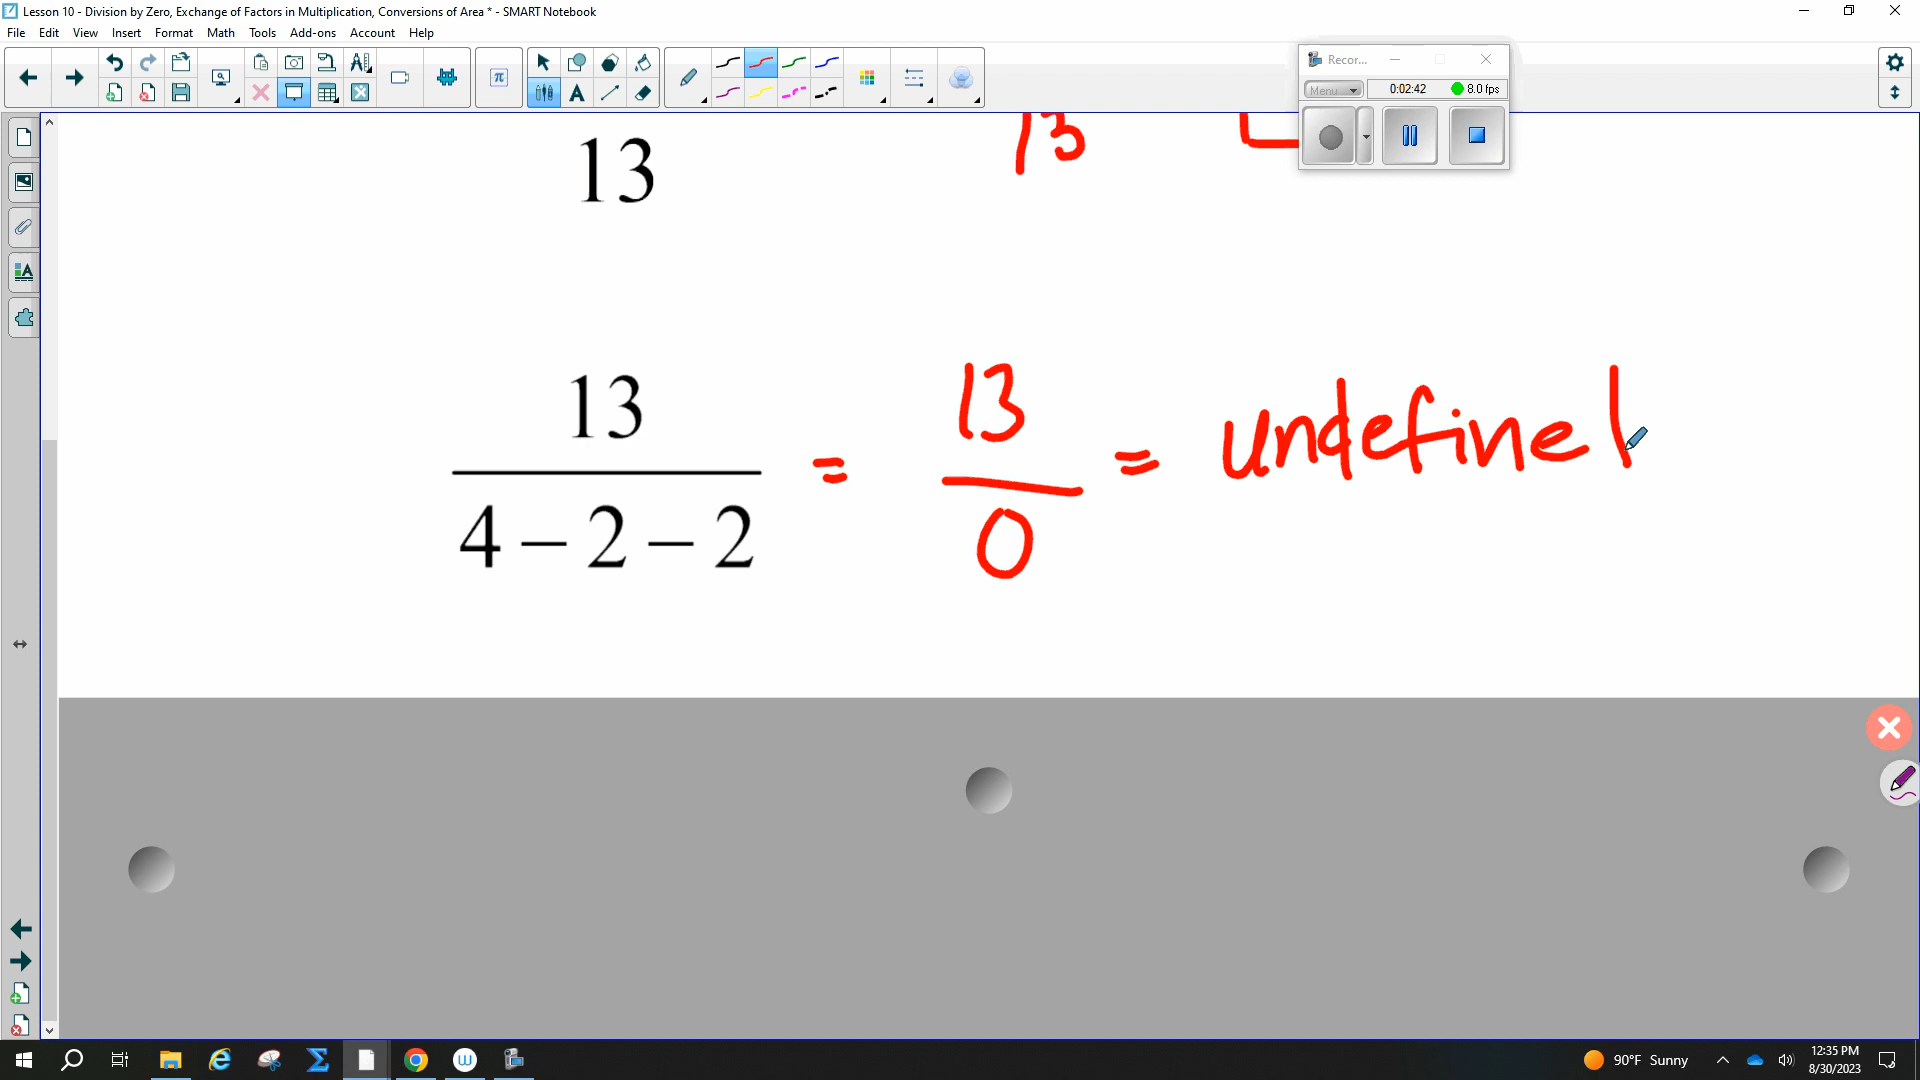 Lesson 10 - Division by Zero, Exchange of Factors in Multiplication, Conversions of Area * - SMART Notebook
File Edit View Insert Format Math Tools Add-ons Account Help
Recor...
Menu 0:02:42 8.0 fps
13 13
13 13
= = undefinel
4 – 2 – 2 0
90°F Sunny
12:35 PM
8/30/2023